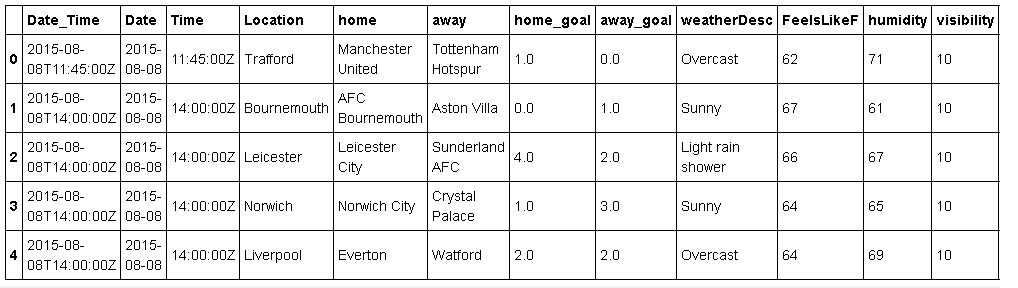 Date_Time Date Time Location home away home_goal away_goal weatherDesc FeelsLikeF humidity visibility
0 2015-08-08T11:45:00Z 2015-08-08 11:45:00Z Trafford Manchester United Tottenham Hotspur 1.0 0.0 Overcast 62 71 10
1 2015-08-08T14:00:00Z 2015-08-08 14:00:00Z Bournemouth AFC Bournemouth Aston Villa 0.0 1.0 Sunny 67 61 10
2 2015-08-08T14:00:00Z 2015-08-08 14:00:00Z Leicester Leicester City Sunderland AFC 4.0 2.0 Light rain shower 66 67 10
3 2015-08-08T14:00:00Z 2015-08-08 14:00:00Z Norwich Norwich City Crystal Palace 1.0 3.0 Sunny 64 65 10
4 2015-08-08T14:00:00Z 2015-08-08 14:00:00Z Liverpool Everton Watford 2.0 2.0 Overcast 64 69 10